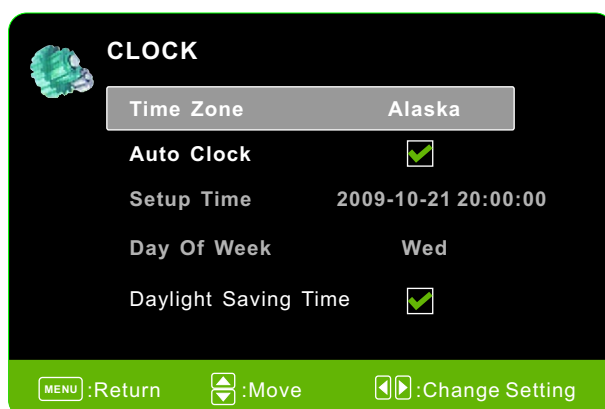 CLOCK
Time Zone Alaska
Auto Clock
Setup Time 2009-10-21 20:00:00
Day Of Week Wed
Daylight Saving Time
MENU :Return :Move :Change Setting